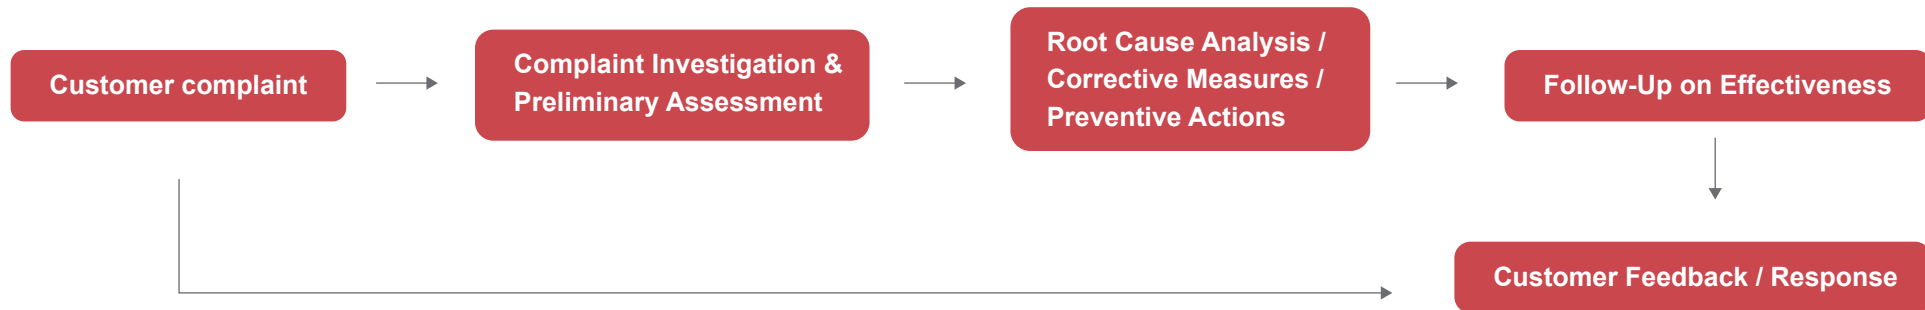 Customer complaint
Complaint Investigation &
Preliminary Assessment
Root Cause Analysis /
Corrective Measures /
Preventive Actions
Follow-Up on Effectiveness
Customer Feedback / Response